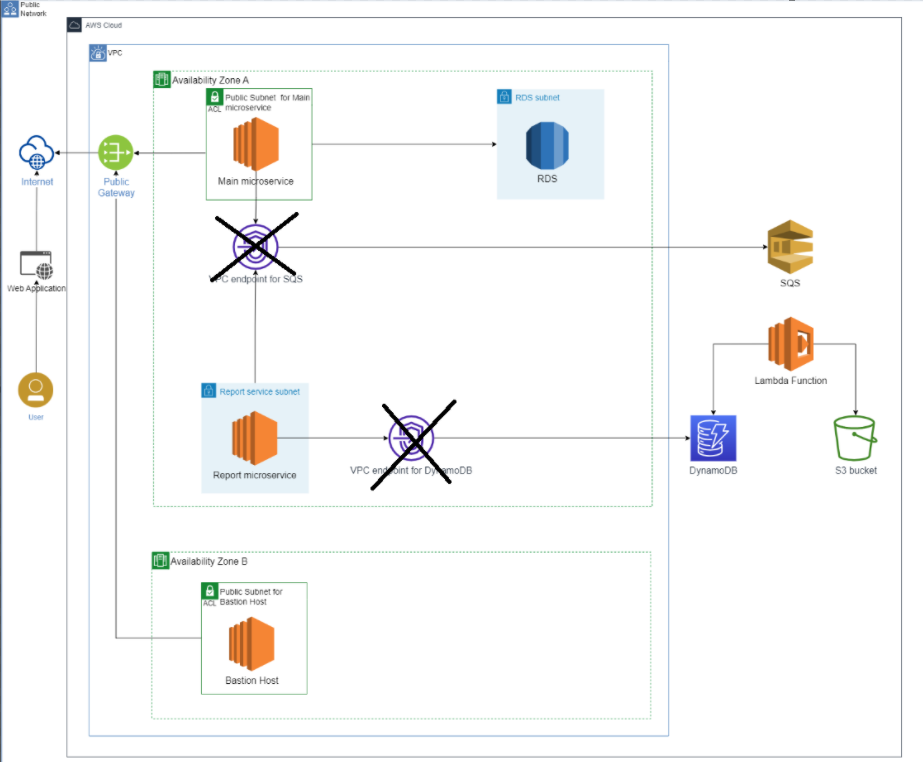 Public
Network
AWS Cloud
VPC
Availability Zone A
Public Subnet for Main
ACL microservice
Main microservice
RDS subnet
RDS
Internet
Public
Gateway
Web Application
User
VPC endpoint for SQS
SQS
Lambda Function
Report service subnet
Report microservice
VPC endpoint for DynamoDB
DynamoDB
S3 bucket
Availability Zone B
Public Subnet for
ACL Bastion Host
Bastion Host